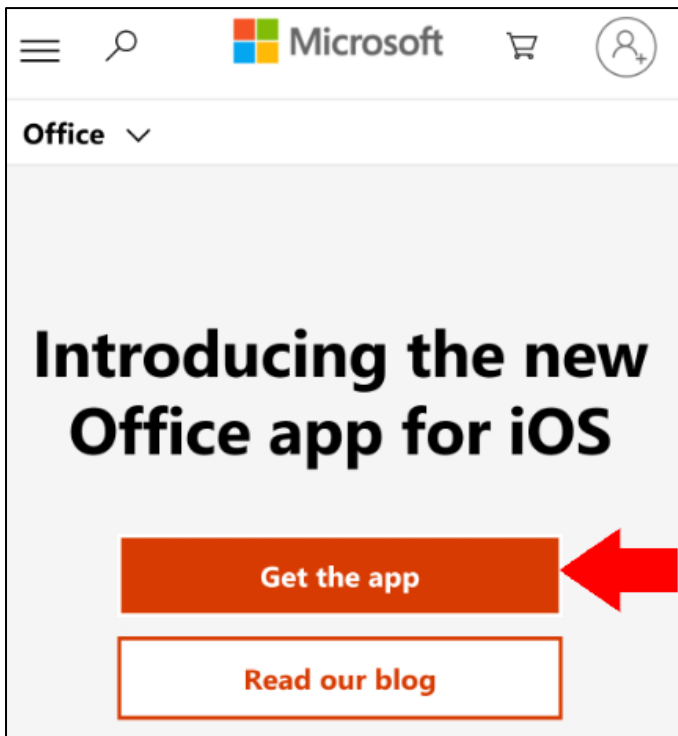 Microsoft
Office
Introducing the new
Office app for iOS
Get the app
Read our blog